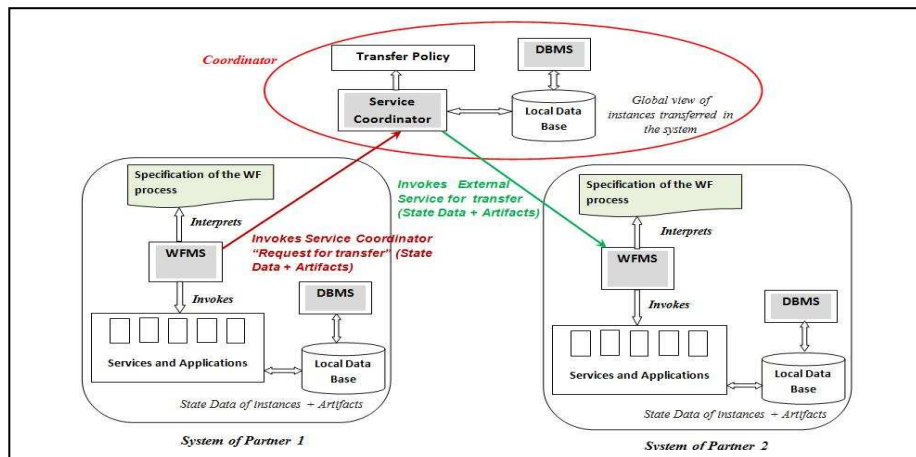 Coordinator
Transfer Policy
DBMS
Service
Coordinator
Local Data
Base
Global view of
instances transferred in
the system
Specification of the WF
process
Interprets
WFMS
Invokes
Invokes Service Coordinator
“Request for transfer” (State
Data + Artifacts)
DBMS
Services and Applications
Local Data
Base
State Data of instances + Artifacts
System of Partner 1
Invokes External
Service for transfer
(State Data + Artifacts)
Specification of the WF
process
Interprets
WFMS
Invokes
DBMS
Services and Applications
Local Data
Base
State Data of instances + Artifacts
System of Partner 2